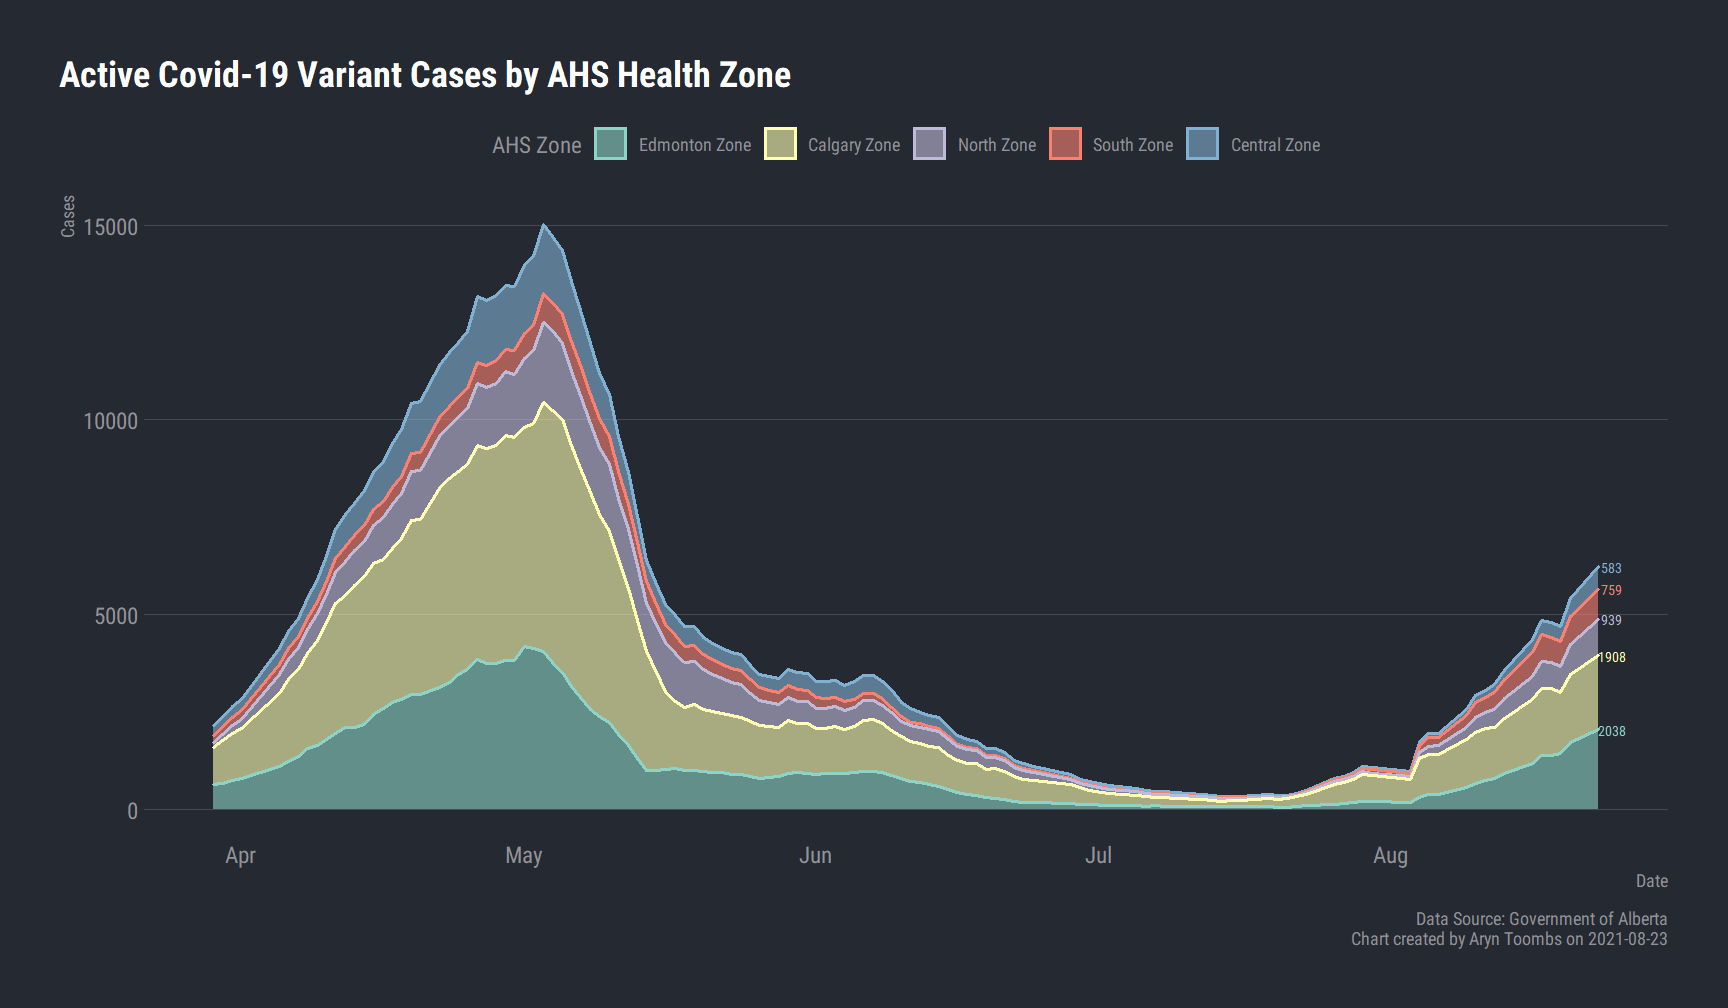 Active Covid-19 Variant Cases by AHS Health Zone
AHS Zone Edmonton Zone Calgary Zone North Zone South Zone Central Zone
Cases
15000
10000
5000
0
583
759
939
1908
2038
Apr May Jun Jul Aug
Date
Data Source: Government of Alberta
Chart created by Aryn Toombs on 2021-08-23